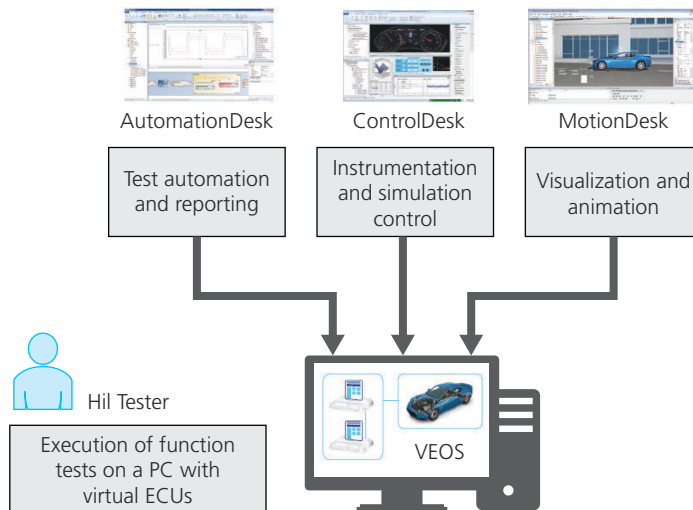 AutomationDesk
ControlDesk
MotionDesk
Test automation
and reporting
Instrumentation
and simulation
control
Visualization and
animation
Hil Tester
Execution of function
tests on a PC with
virtual ECUs
VEOS